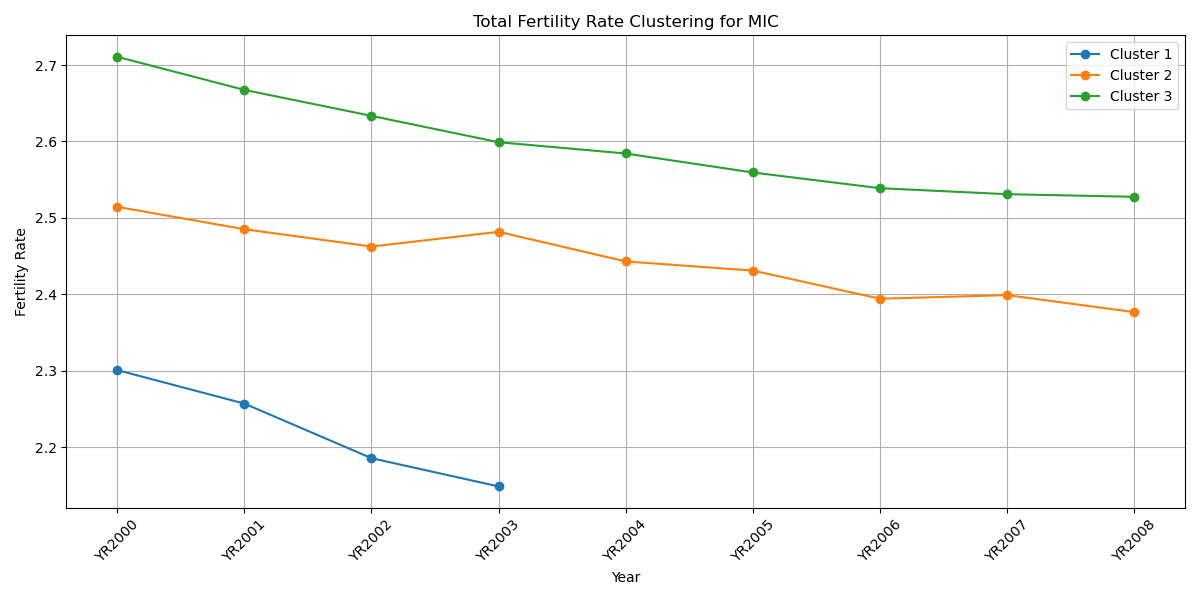 Total Fertility Rate Clustering for MIC
Cluster 1
Cluster 2
Cluster 3
Fertility Rate
2.7
2.6
2.5
2.4
2.3
2.2
YR2000
YR2001
YR2002
YR2003
YR2004
YR2005
YR2006
YR2007
YR2008
Year